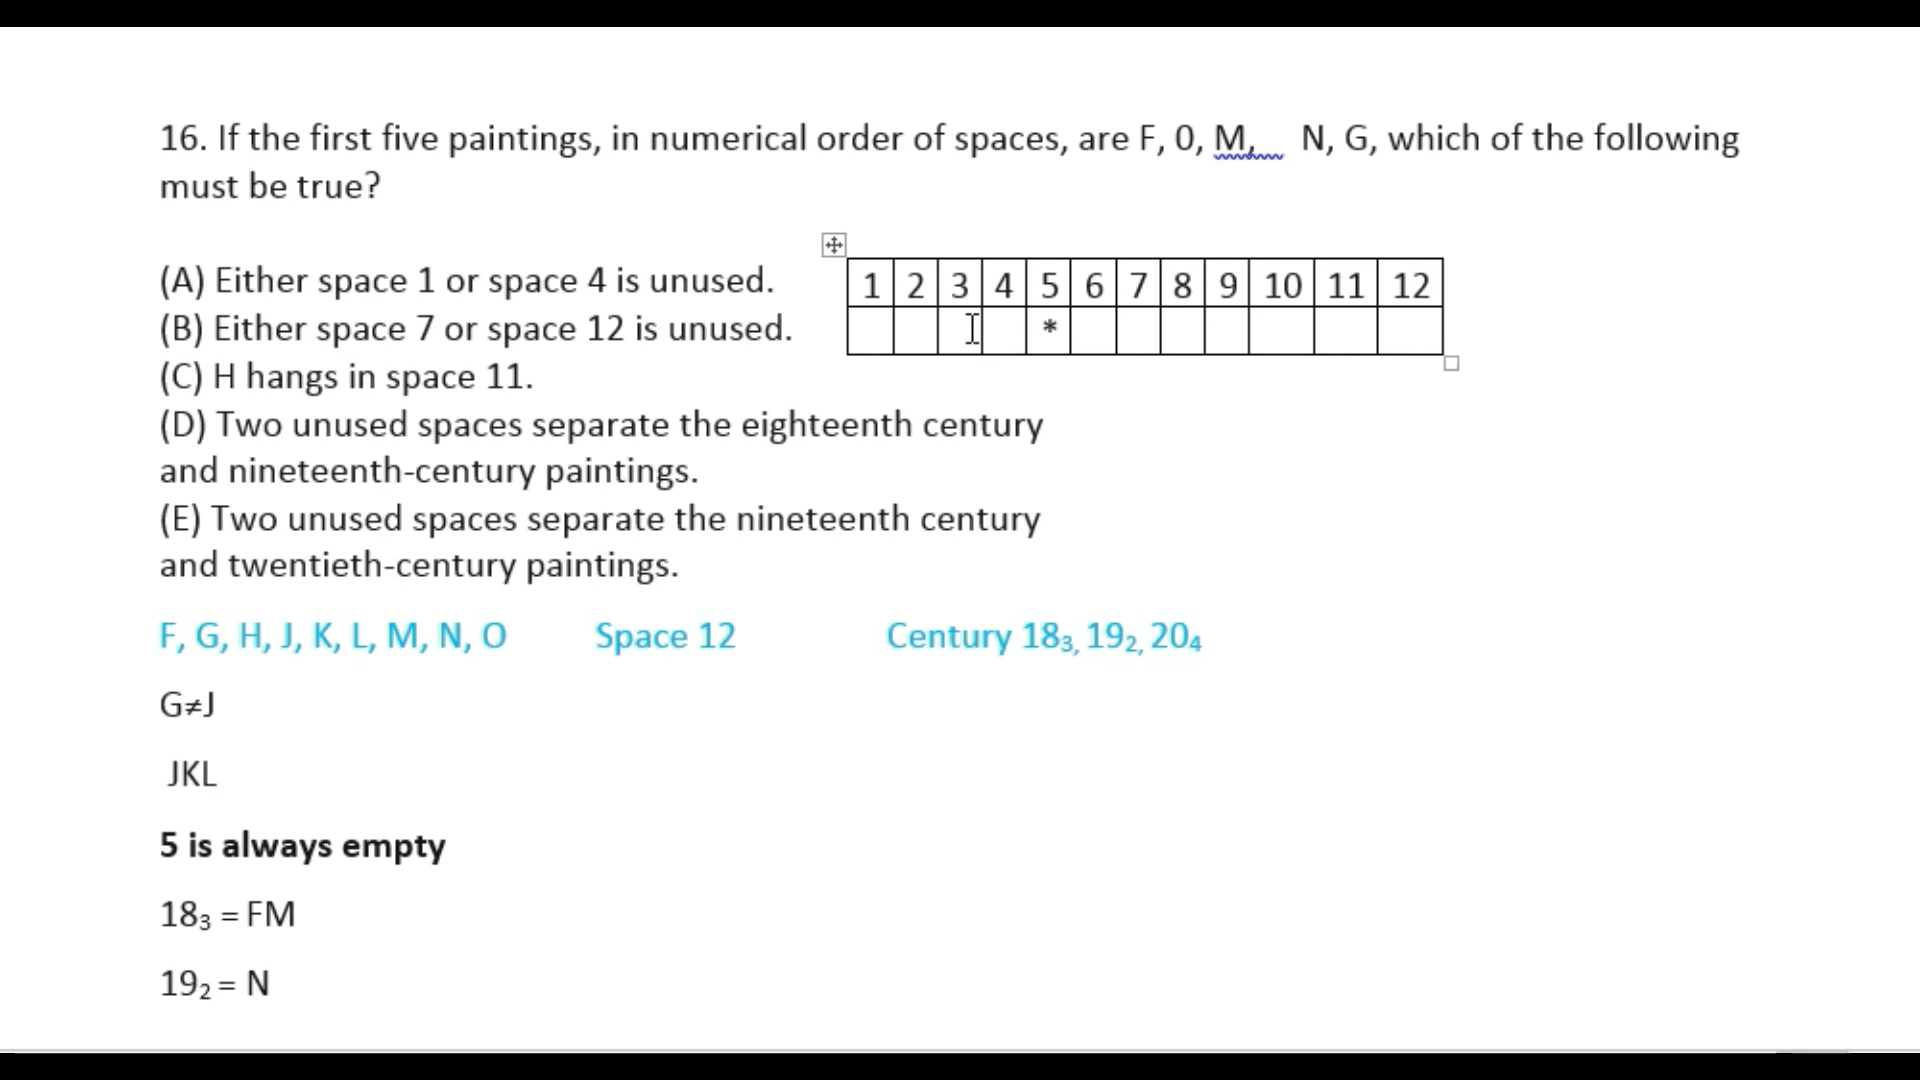 16. If the first five paintings, in numerical order of spaces, are F, 0, M, N, G, which of the following
must be true?
(A) Either space 1 or space 4 is unused.
(B) Either space 7 or space 12 is unused.
(C) H hangs in space 11.
(D) Two unused spaces separate the eighteenth century
and nineteenth-century paintings.
(E) Two unused spaces separate the nineteenth century
and twentieth-century paintings.
1 2 3 4 5 6 7 8 9 10 11 12
*
F, G, H, J, K, L, M, N, O Space 12 Century 18₃, 19₂, 20₄
G≠J
JKL
5 is always empty
18₃ = FM
19₂ = N